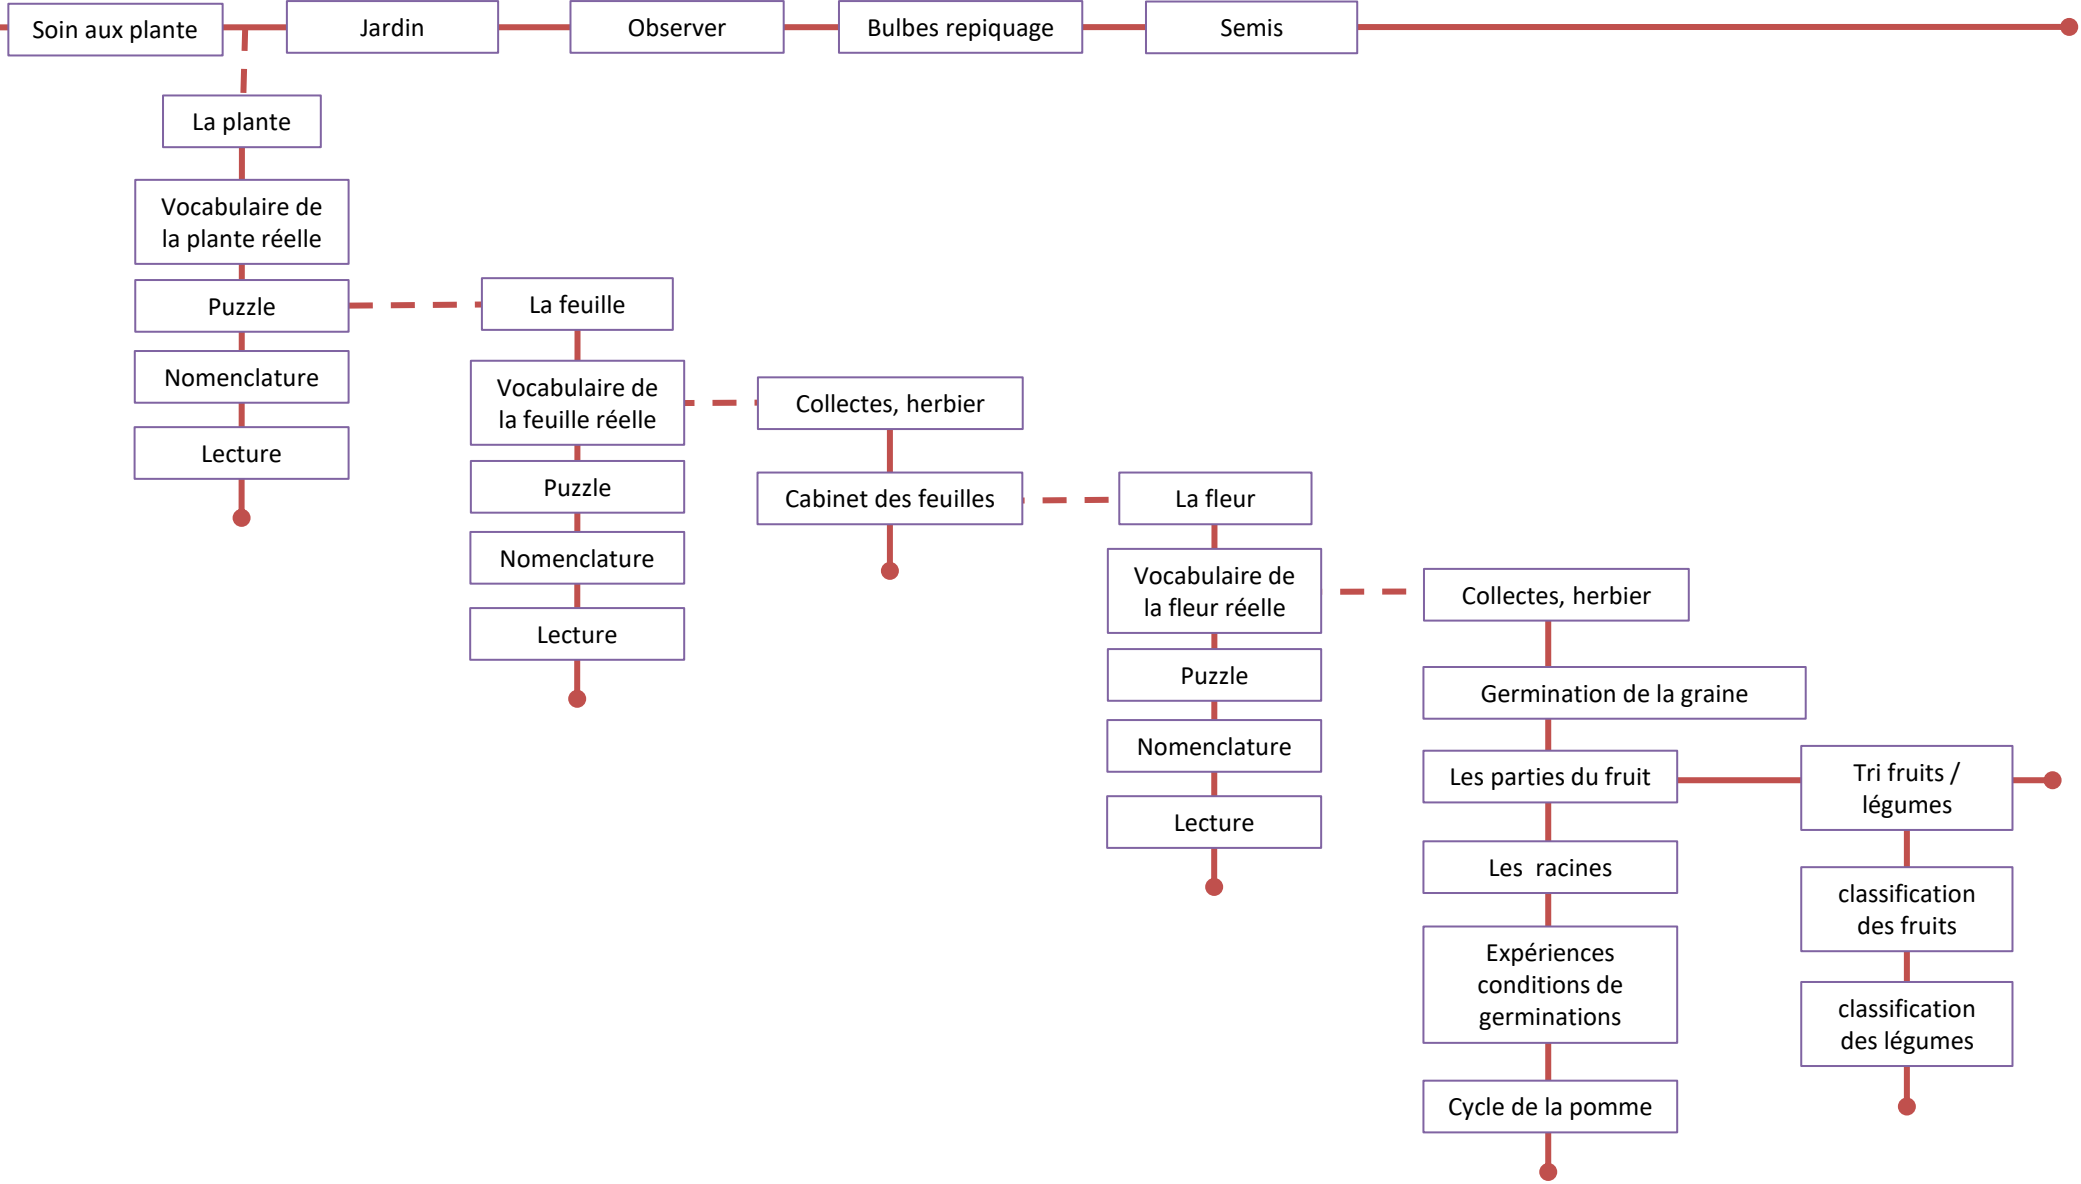 Soin aux plante
Jardin
Observer
Bulbes repiquage
Semis
La plante
Vocabulaire de
la plante réelle
Puzzle
Nomenclature
Lecture
La feuille
Vocabulaire de
la feuille réelle
Puzzle
Nomenclature
Lecture
Collectes, herbier
Cabinet des feuilles
La fleur
Vocabulaire de
la fleur réelle
Puzzle
Nomenclature
Lecture
Collectes, herbier
Germination de la graine
Les parties du fruit
Les  racines
Expériences
conditions de
germinations
Cycle de la pomme
Tri fruits /
légumes
classification
des fruits
classification
des légumes